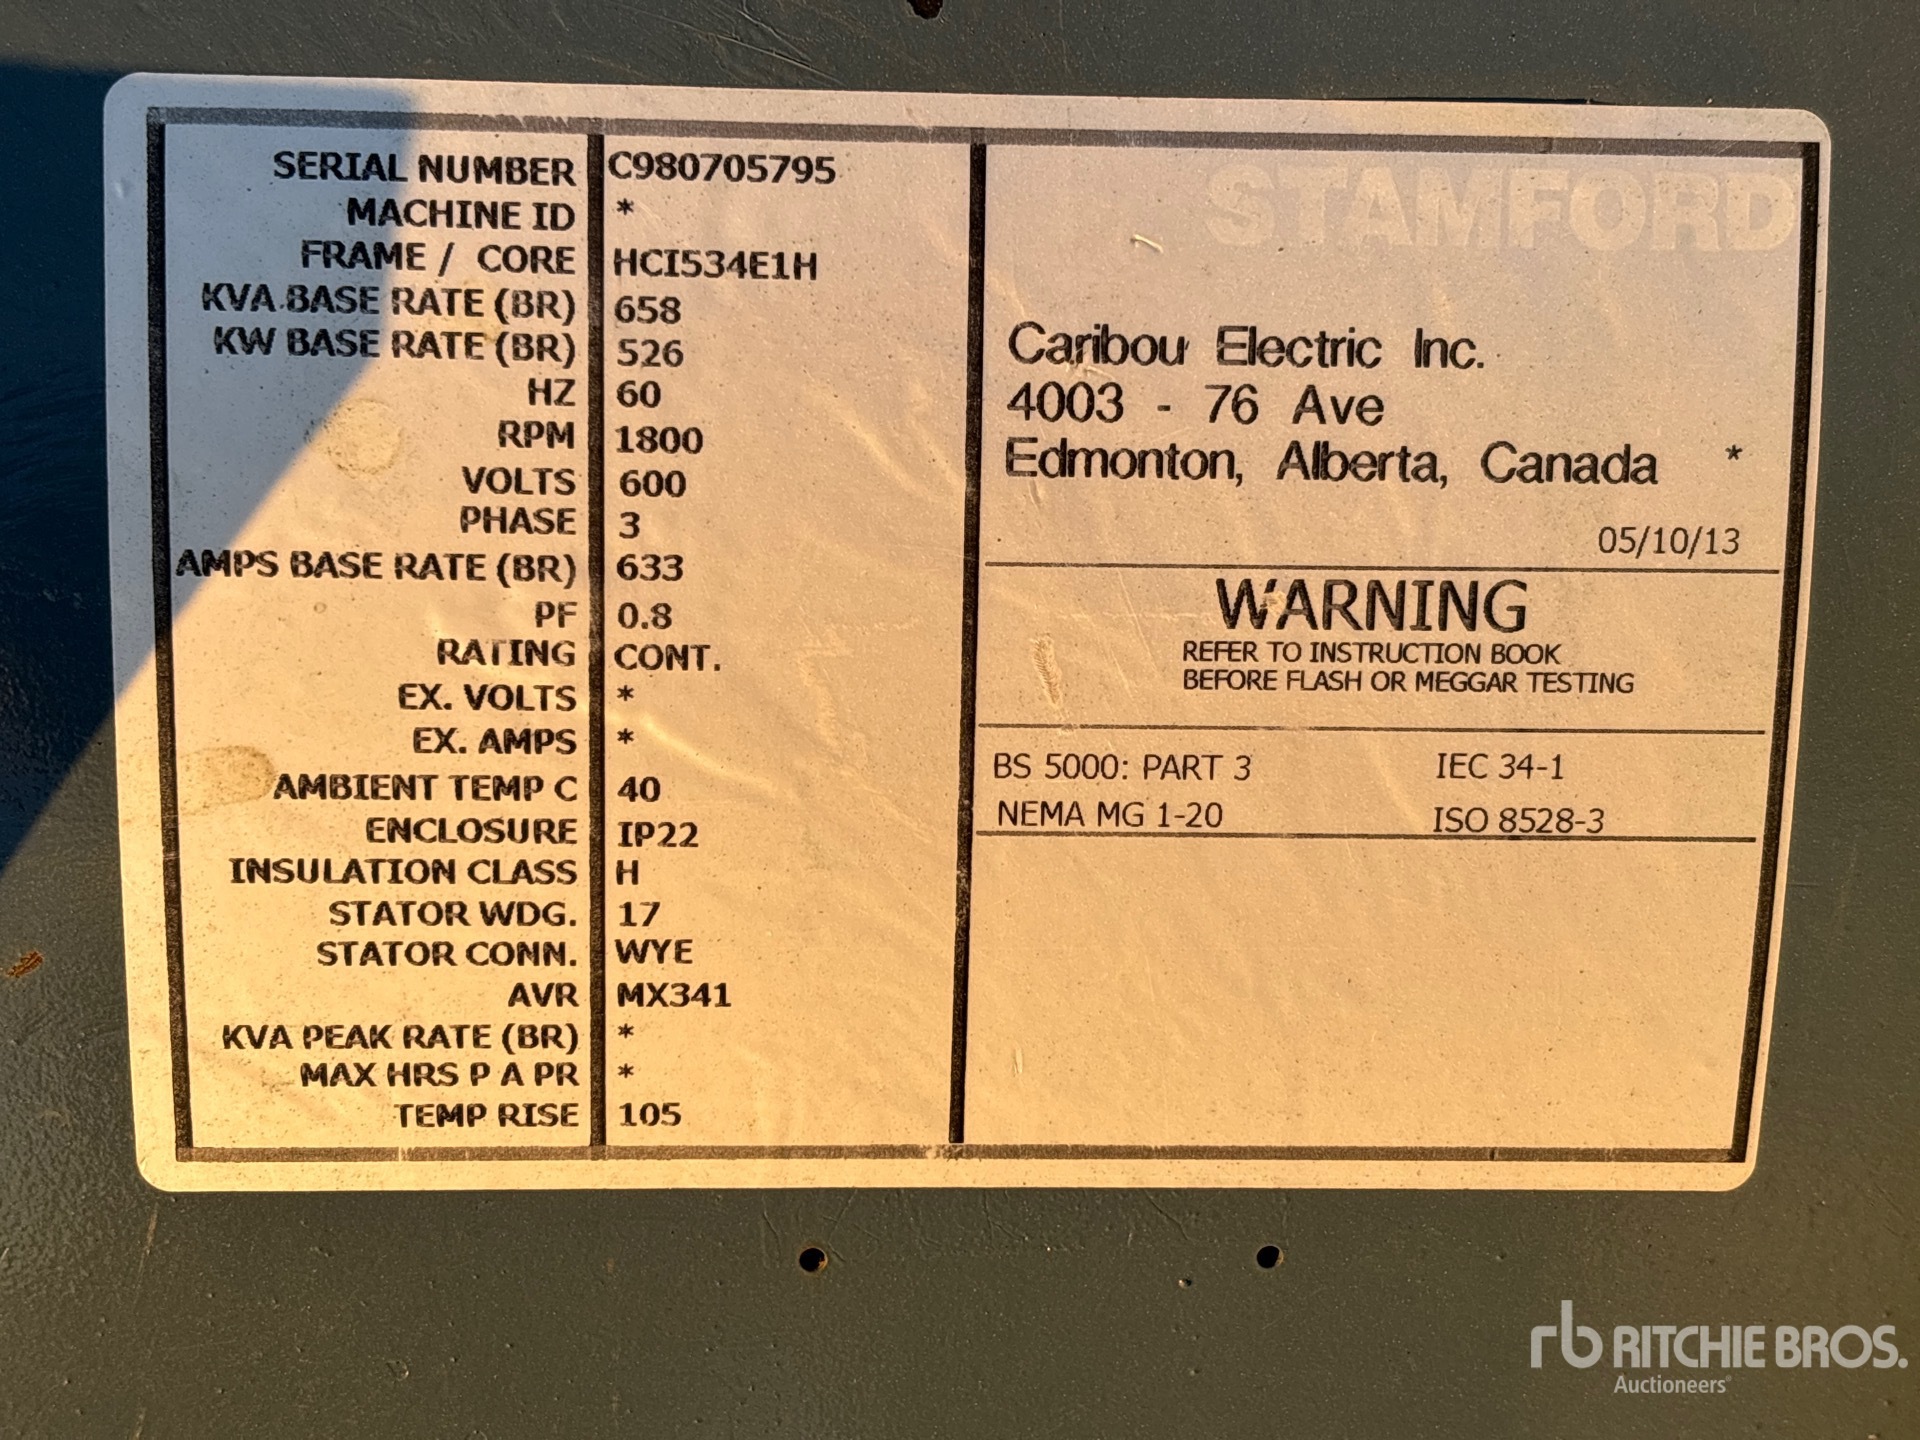 SERIAL NUMBER C980705795
MACHINE ID *
FRAME / CORE HCI534E1H
KVA BASE RATE (BR) 658
KW BASE RATE (BR) 526
HZ 60
RPM 1800
VOLTS 600
PHASE 3
AMPS BASE RATE (BR) 633
PF 0.8
RATING CONT.
EX. VOLTS *
EX. AMPS *
AMBIENT TEMP C 40
ENCLOSURE IP22
INSULATION CLASS H
STATOR WDG. 17
STATOR CONN. WYE
AVR MX341
KVA PEAK RATE (BR) *
MAX HRS P A PR *
TEMP RISE 105
STAMFORD
Caribou Electric Inc.
4003 - 76 Ave
Edmonton, Alberta, Canada *
05/10/13
WARNING
REFER TO INSTRUCTION BOOK
BEFORE FLASH OR MEGGAR TESTING
BS 5000: PART 3 IEC 34-1
NEMA MG 1-20 ISO 8528-3
rb RITCHIE BROS.
Auctioneers